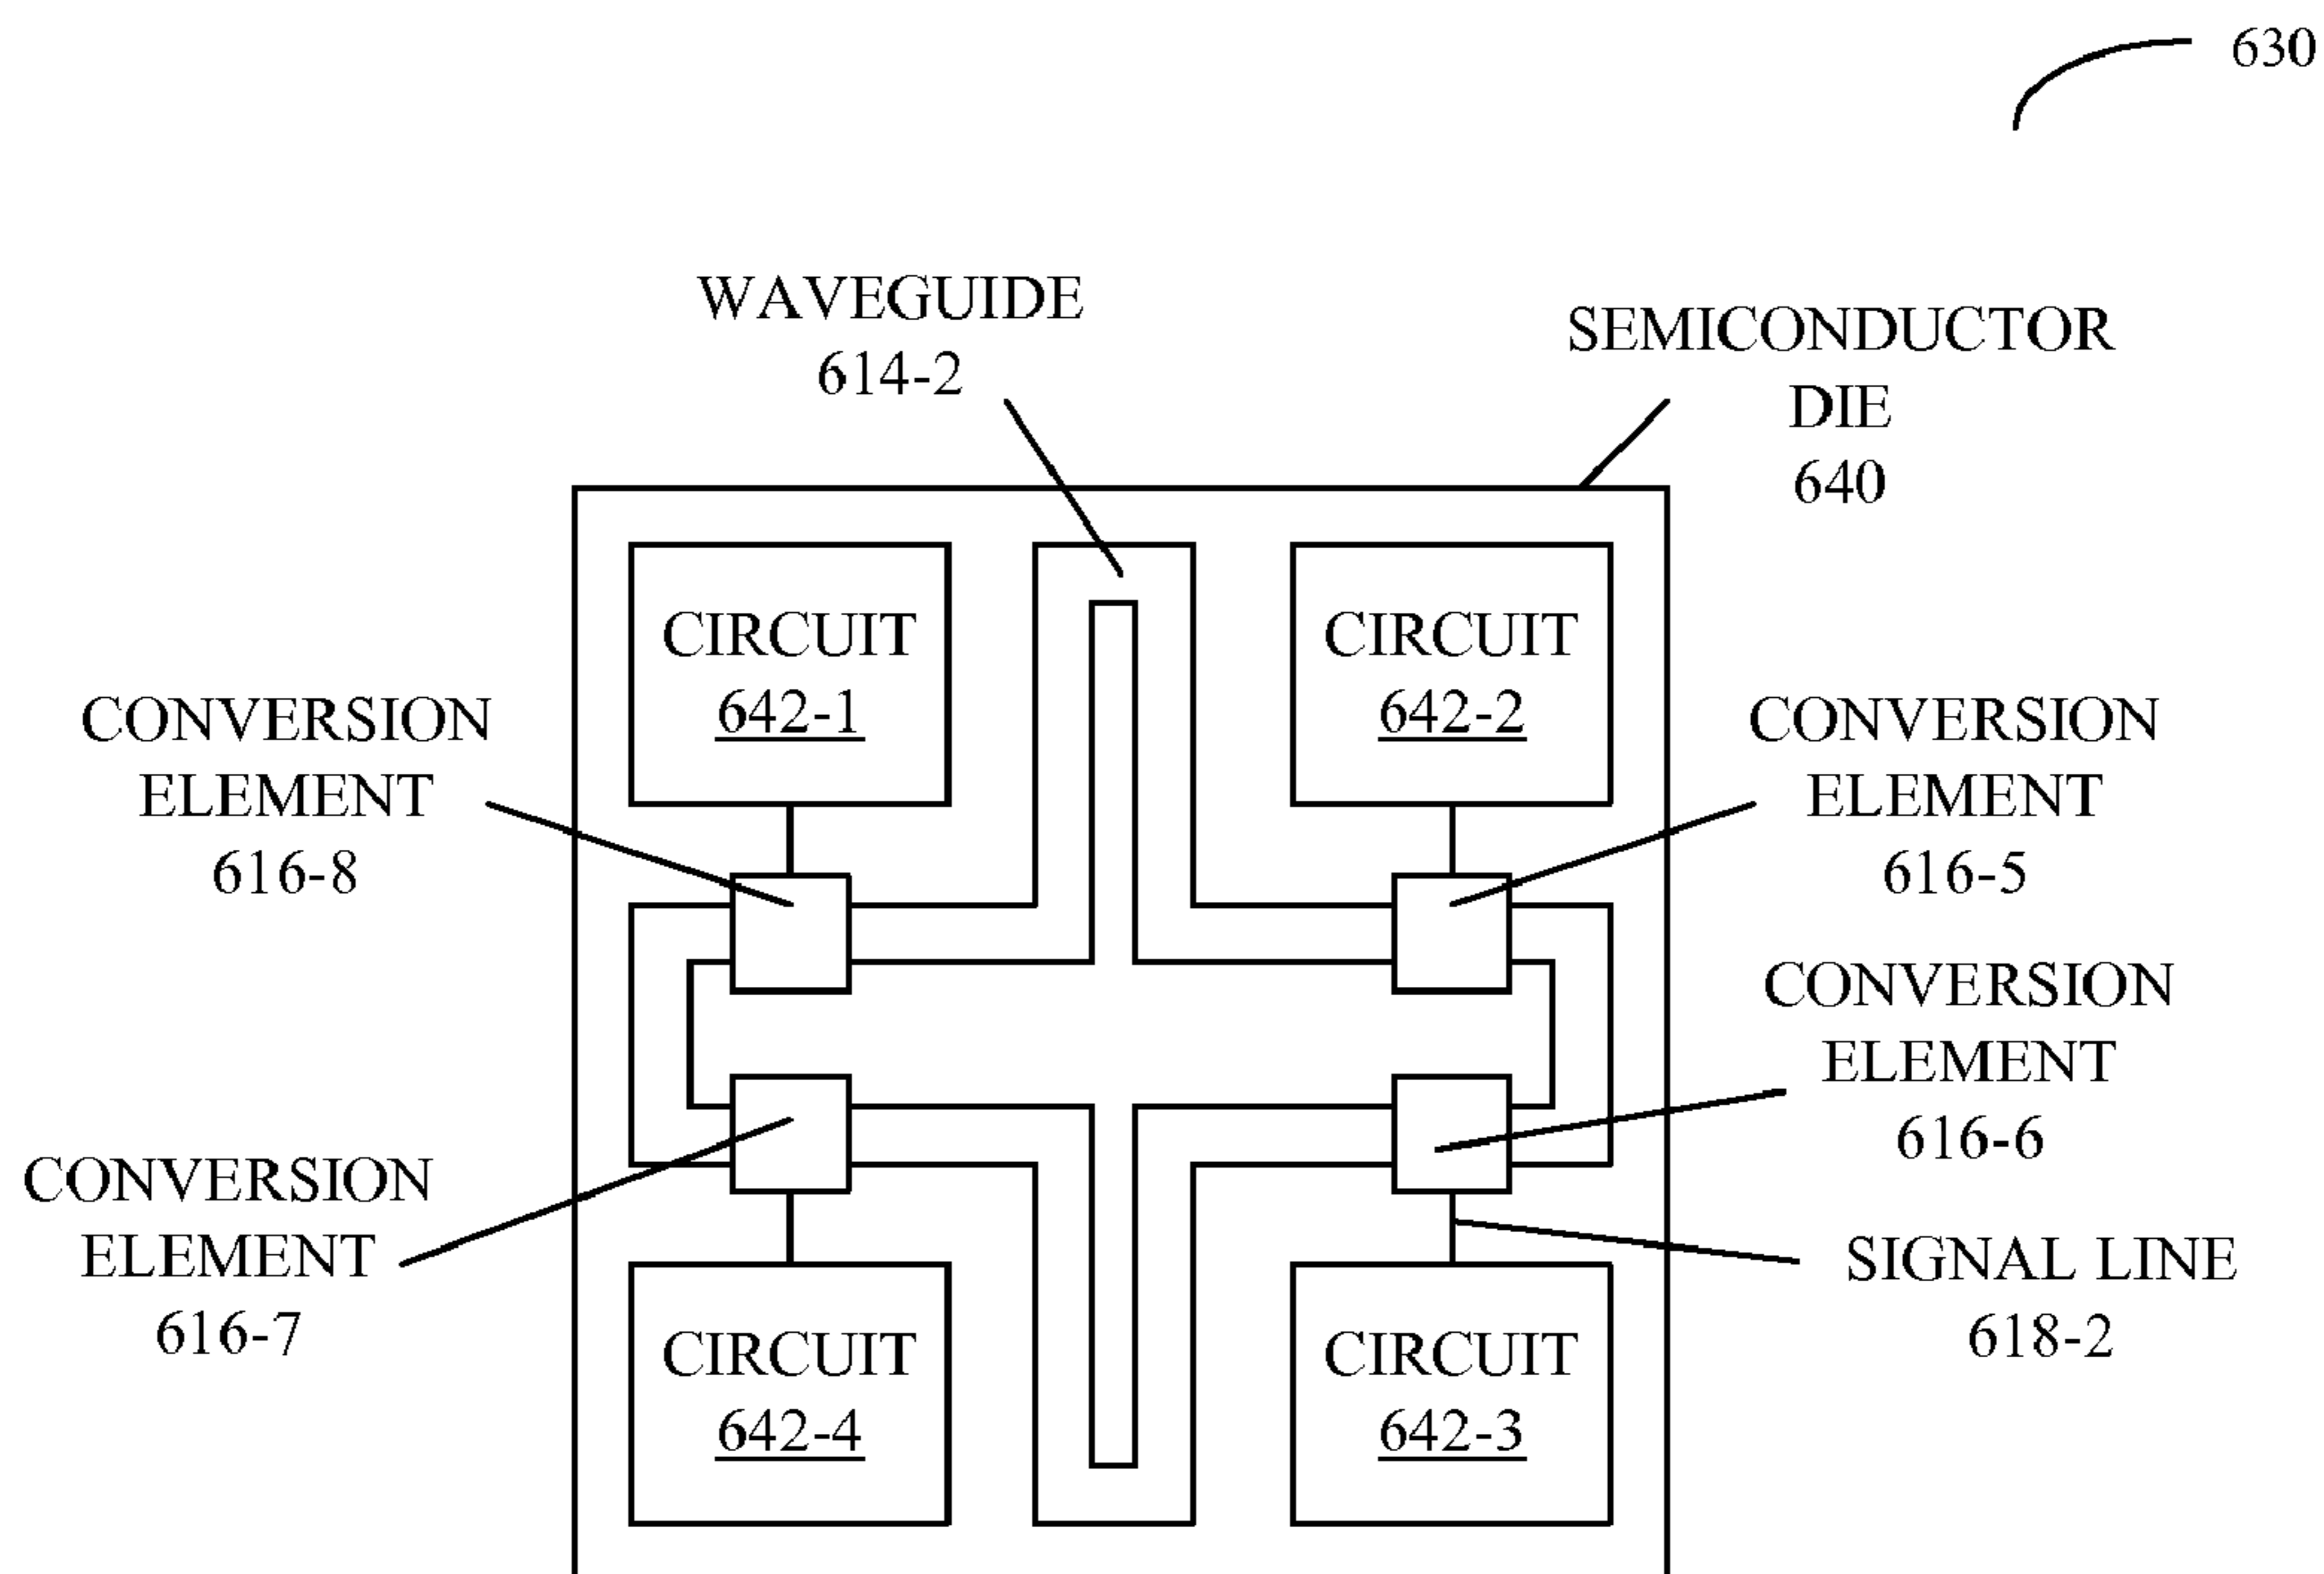 630
WAVEGUIDE
614-2
SEMICONDUCTOR
DIE
640
CIRCUIT
642-1
CIRCUIT
642-2
CONVERSION
ELEMENT
616-8
CONVERSION
ELEMENT
616-5
CONVERSION
ELEMENT
616-6
CONVERSION
ELEMENT
616-7
SIGNAL LINE
618-2
CIRCUIT
642-4
CIRCUIT
642-3